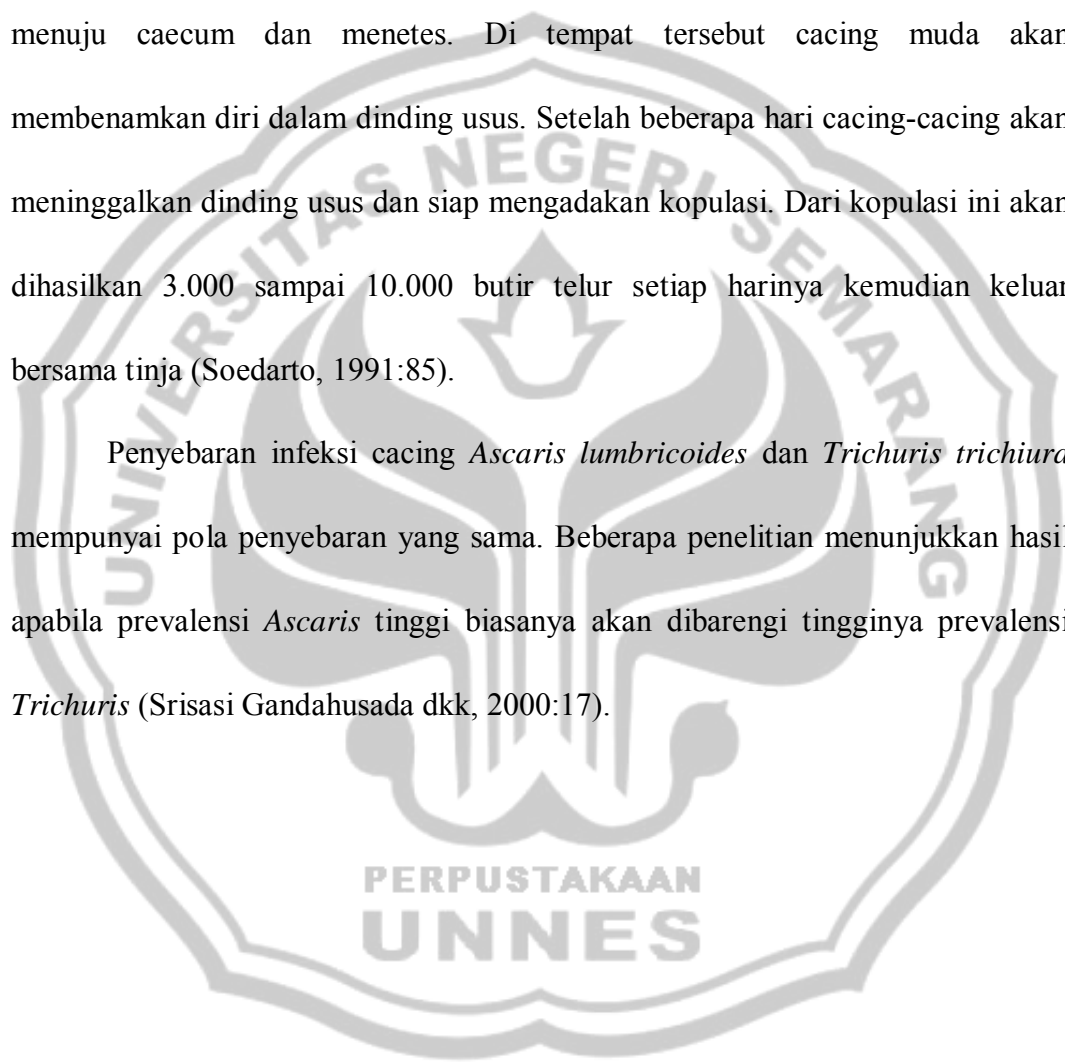 menuju caecum dan menetes. Di tempat tersebut cacing muda akan
membenamkan diri dalam dinding usus. Setelah beberapa hari cacing-cacing akan
meninggalkan dinding usus dan siap mengadakan kopulasi. Dari kopulasi ini akan
dihasilkan 3.000 sampai 10.000 butir telur setiap harinya kemudian keluar
bersama tinja (Soedarto, 1991:85).
Penyebaran infeksi cacing Ascaris lumbricoides dan Trichuris trichiura
mempunyai pola penyebaran yang sama. Beberapa penelitian menunjukkan hasil
apabila prevalensi Ascaris tinggi biasanya akan dibarengi tingginya prevalensi
Trichuris (Srisasi Gandahusada dkk, 2000:17).
UNIVERSITAS NEGERI SEMARANG
PERPUSTAKAAN
UNNES